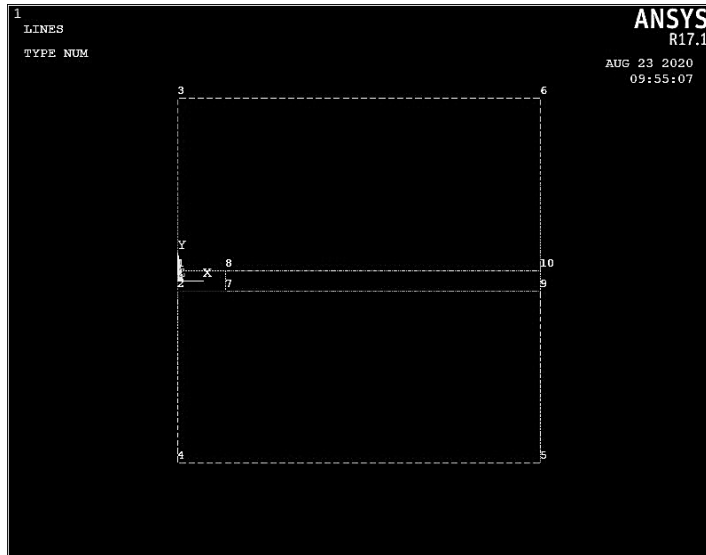 1
LINES
TYPE NUM
ANSYS
R17.1
AUG 23 2020
09:55:07
3 6
Y
1 8 10
X
2 7 9
4 5